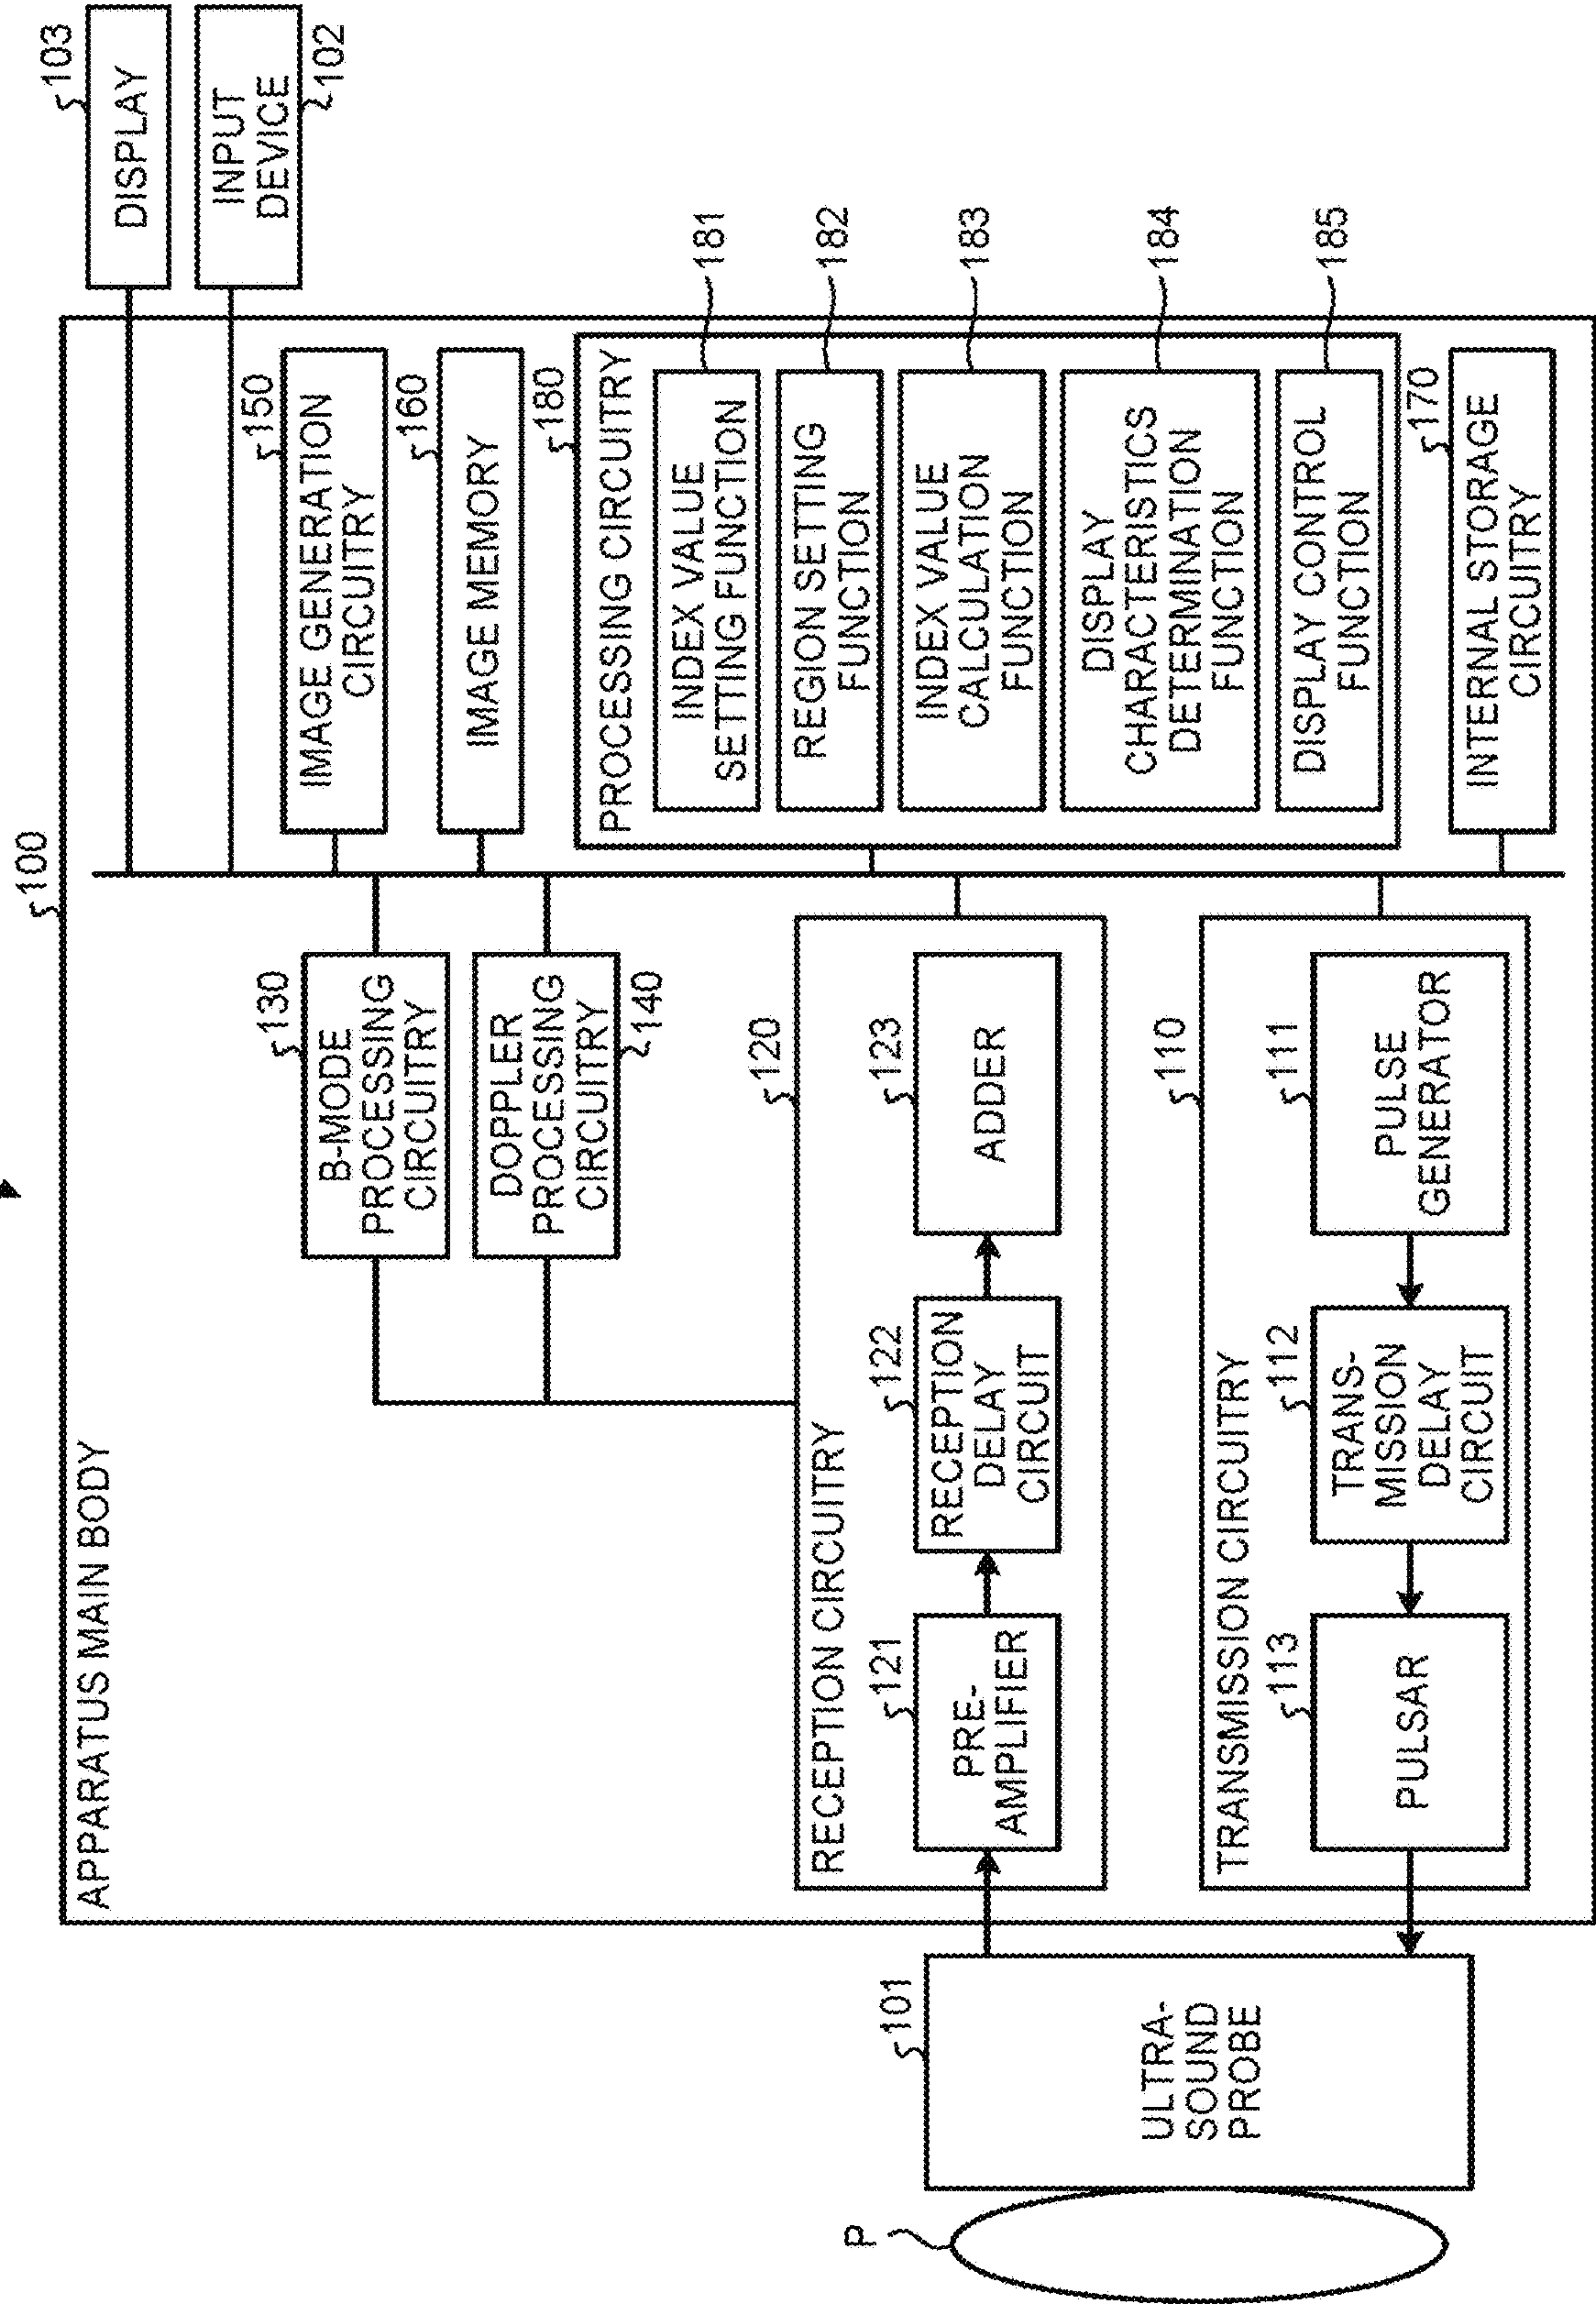 100
APPARATUS MAIN BODY
103
DISPLAY
INPUT
DEVICE
102
130
B-MODE
PROCESSING
CIRCUITRY
DOPPLER
PROCESSING
CIRCUITRY
140
150
IMAGE GENERATION
CIRCUITRY
160
IMAGE MEMORY
180
PROCESSING CIRCUITRY
INDEX VALUE
SETTING FUNCTION
181
REGION SETTING
FUNCTION
182
INDEX VALUE
CALCULATION
FUNCTION
183
DISPLAY
CHARACTERISTICS
DETERMINATION
FUNCTION
184
DISPLAY CONTROL
FUNCTION
185
170
INTERNAL STORAGE
CIRCUITRY
120
RECEPTION CIRCUITRY
121
PRE-
AMPLIFIER
122
RECEPTION
DELAY
CIRCUIT
123
ADDER
110
TRANSMISSION CIRCUITRY
113
PULSAR
112
TRANS-
MISSION
DELAY
CIRCUIT
111
PULSE
GENERATOR
101
ULTRA-
SOUND
PROBE
P